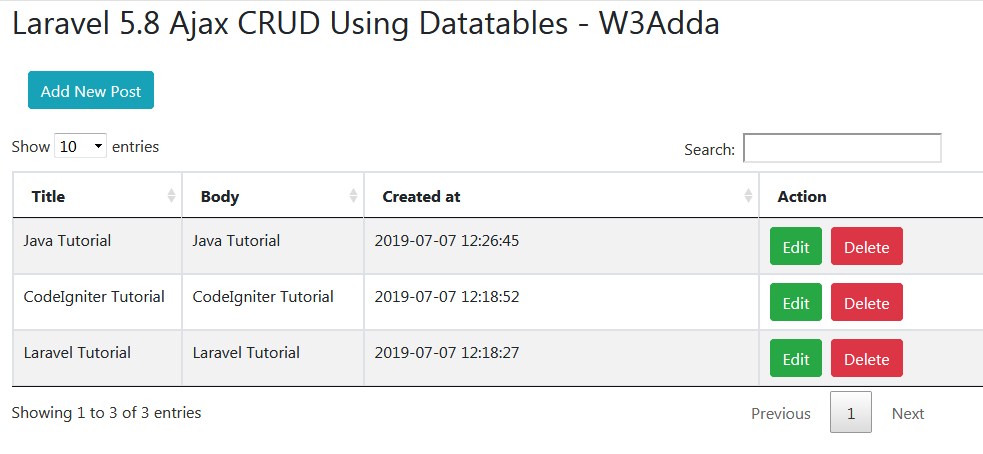 Laravel 5.8 Ajax CRUD Using Datatables - W3Adda
Add New Post
Show 10 entries
Search:
Title Body Created at Action
Java Tutorial Java Tutorial 2019-07-07 12:26:45 Edit Delete
CodeIgniter Tutorial CodeIgniter Tutorial 2019-07-07 12:18:52 Edit Delete
Laravel Tutorial Laravel Tutorial 2019-07-07 12:18:27 Edit Delete
Showing 1 to 3 of 3 entries
Previous 1 Next